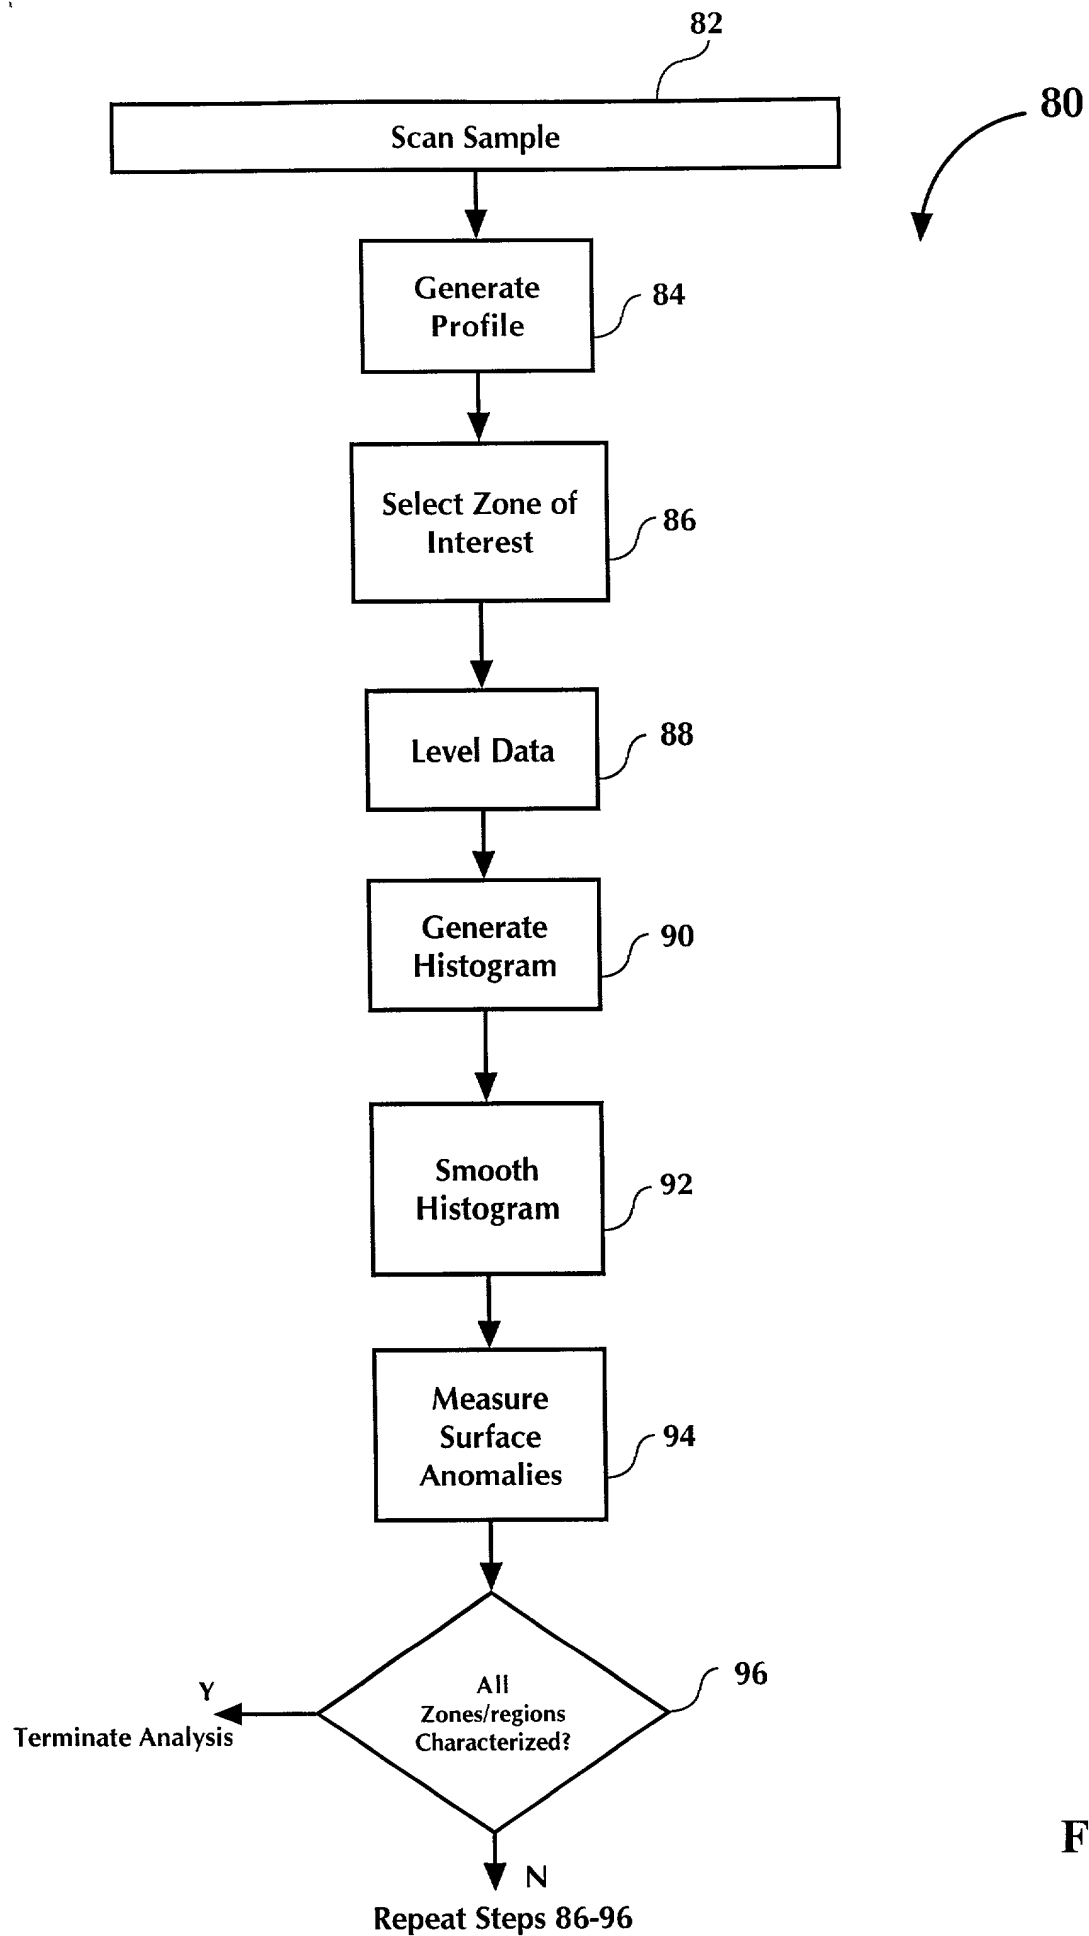 82
80
Scan Sample
Generate
Profile
84
Select Zone of
Interest
86
Level Data
88
Generate
Histogram
90
Smooth
Histogram
92
Measure
Surface
Anomalies
94
All
Zones/regions
Characterized?
96
Y
Terminate Analysis
N
Repeat Steps 86-96
F